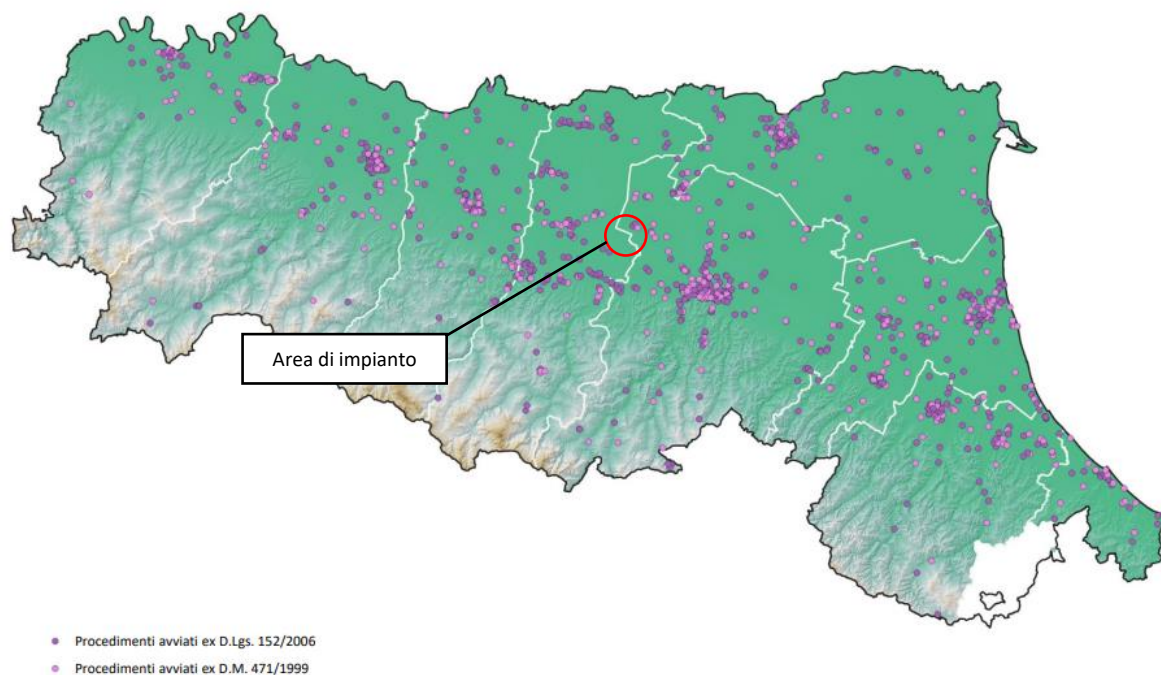 Area di impianto
Procedimenti avviati ex D.Lgs. 152/2006
Procedimenti avviati ex D.M. 471/1999